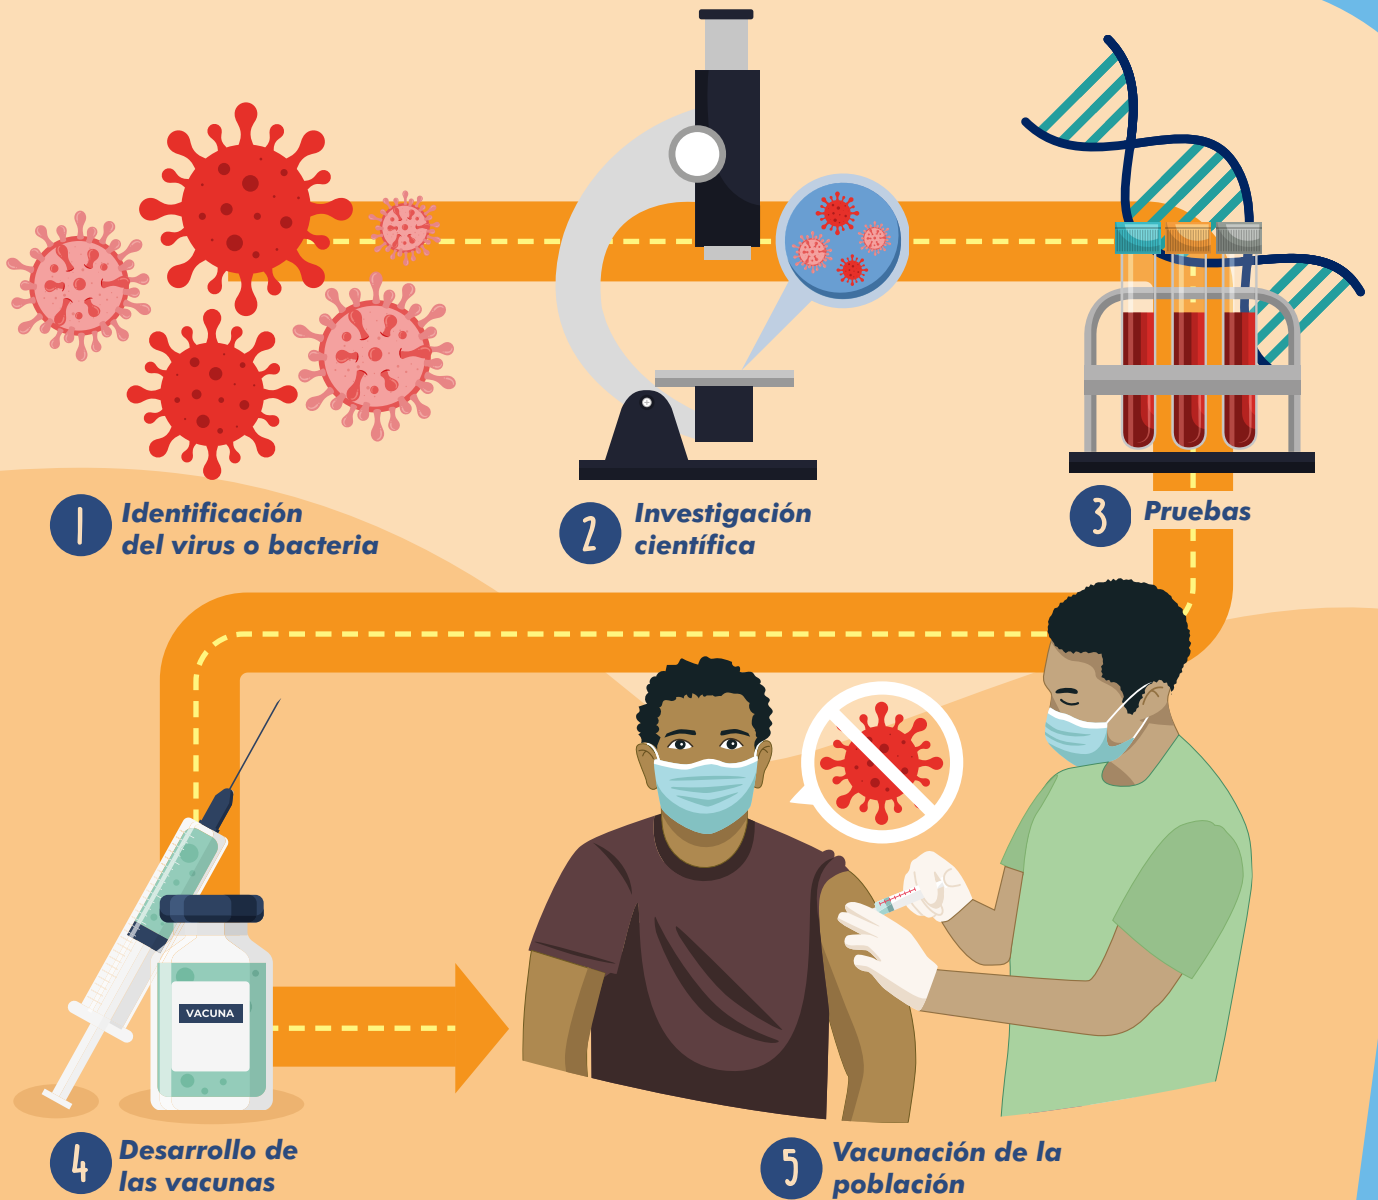 1 Identificación
del virus o bacteria
2 Investigación
científica
3 Pruebas
VACUNA
4 Desarrollo de
las vacunas
5 Vacunación de la
población